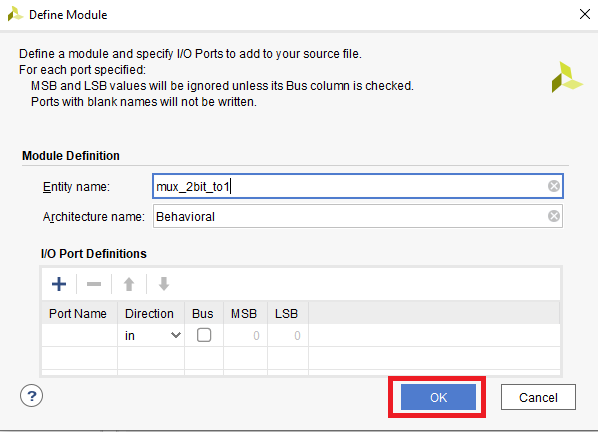 Define Module
Define a module and specify I/O Ports to add to your source file.
For each port specified:
MSB and LSB values will be ignored unless its Bus column is checked.
Ports with blank names will not be written.
Module Definition
Entity name: mux_2bit_to1
Architecture name: Behavioral
I/O Port Definitions
Port Name Direction Bus MSB LSB
in 0 0
? OK Cancel